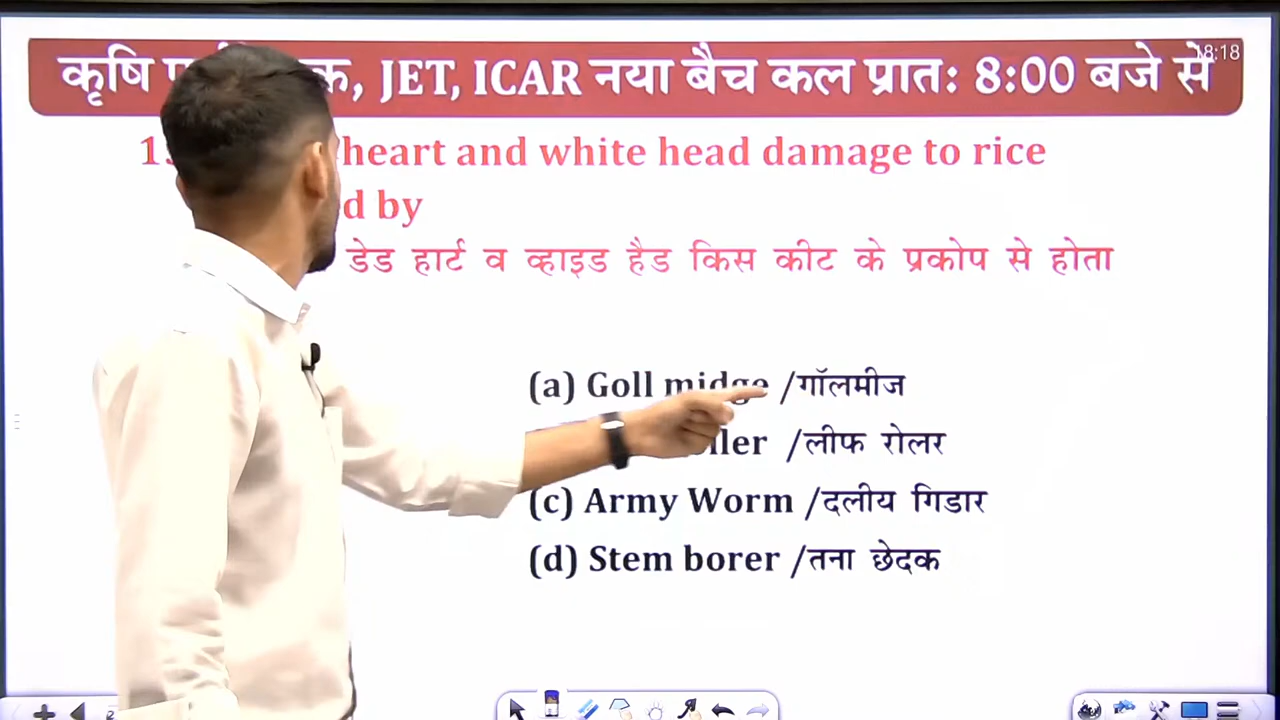 कृषि JET, ICAR नया बैच कल प्रातः 8:00 बजे से
18:18
heart and white head damage to rice
by
डेड हार्ट व व्हाइड हैड किस कीट के प्रकोप से होता
(a) Goll midge /गॉलमीज
/लीफ रोलर
(c) Army Worm /दलीय गिडार
(d) Stem borer /तना छेदक